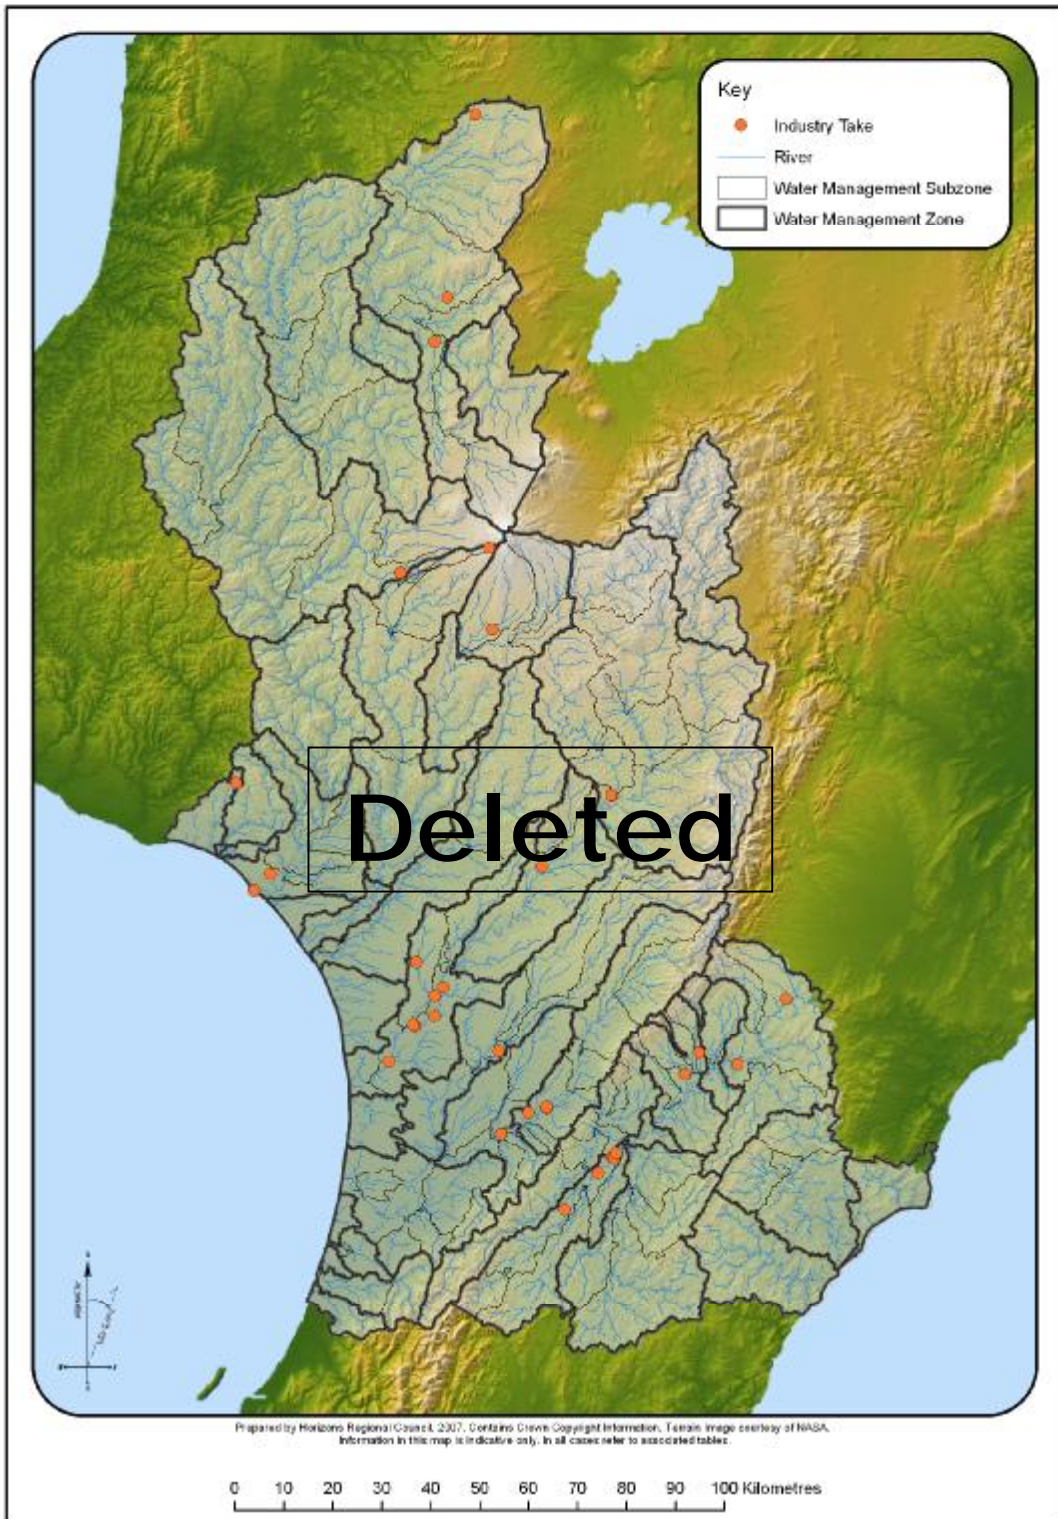 Key
Industry Take
River
Water Management Subzone
Water Management Zone
Deleted
Prepared by Horizons Regional Council, 2007. Contains Crown Copyright Information. Terrain Image courtesy of NASA.
Information in this map is indicative only. In all cases refer to associated tables.
0 10 20 30 40 50 60 70 80 90 100 Kilometres